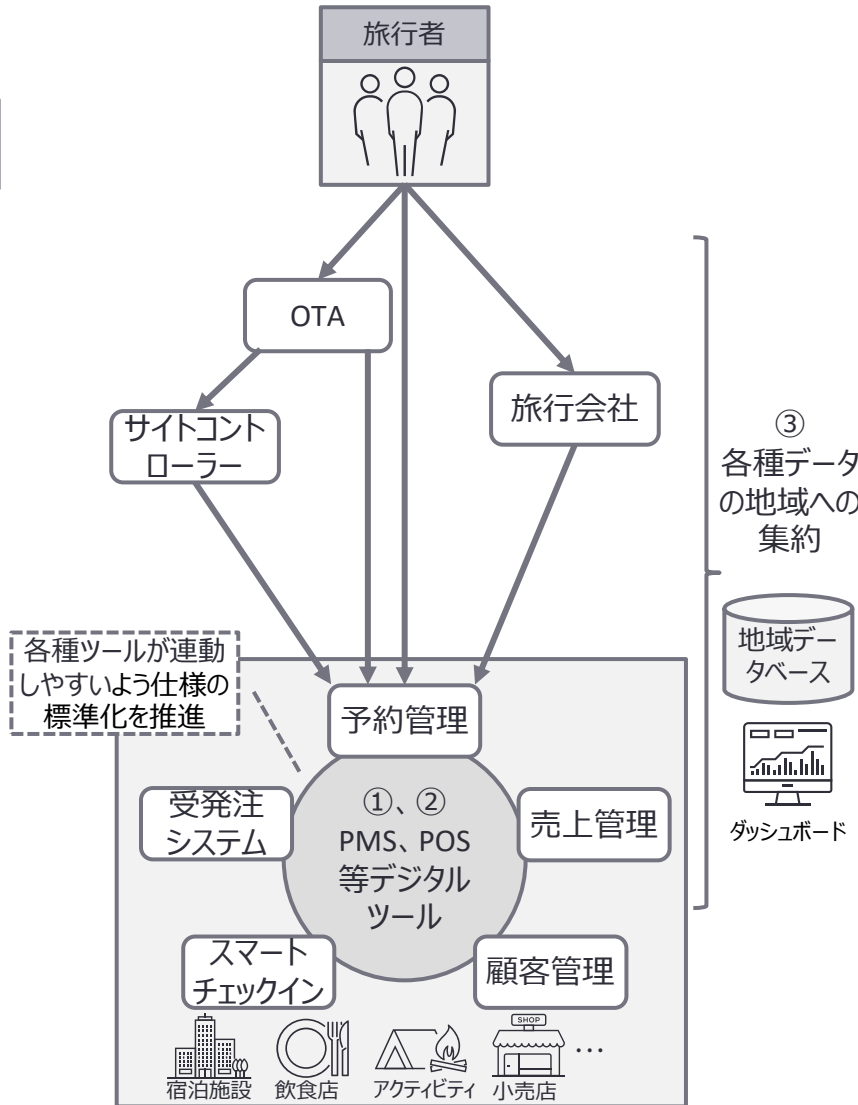 旅行者
OTA
サイトコント
ローラー
旅行会社
③
各種データ
の地域への
集約
地域デー
タベース
ダッシュボード
各種ツールが連動
しやすいよう仕様の
標準化を推進
予約管理
受発注
システム
①、②
PMS、POS
等デジタル
ツール
売上管理
スマート
チェックイン
顧客管理
SHOP
…
宿泊施設
飲食店
アクティビティ
小売店